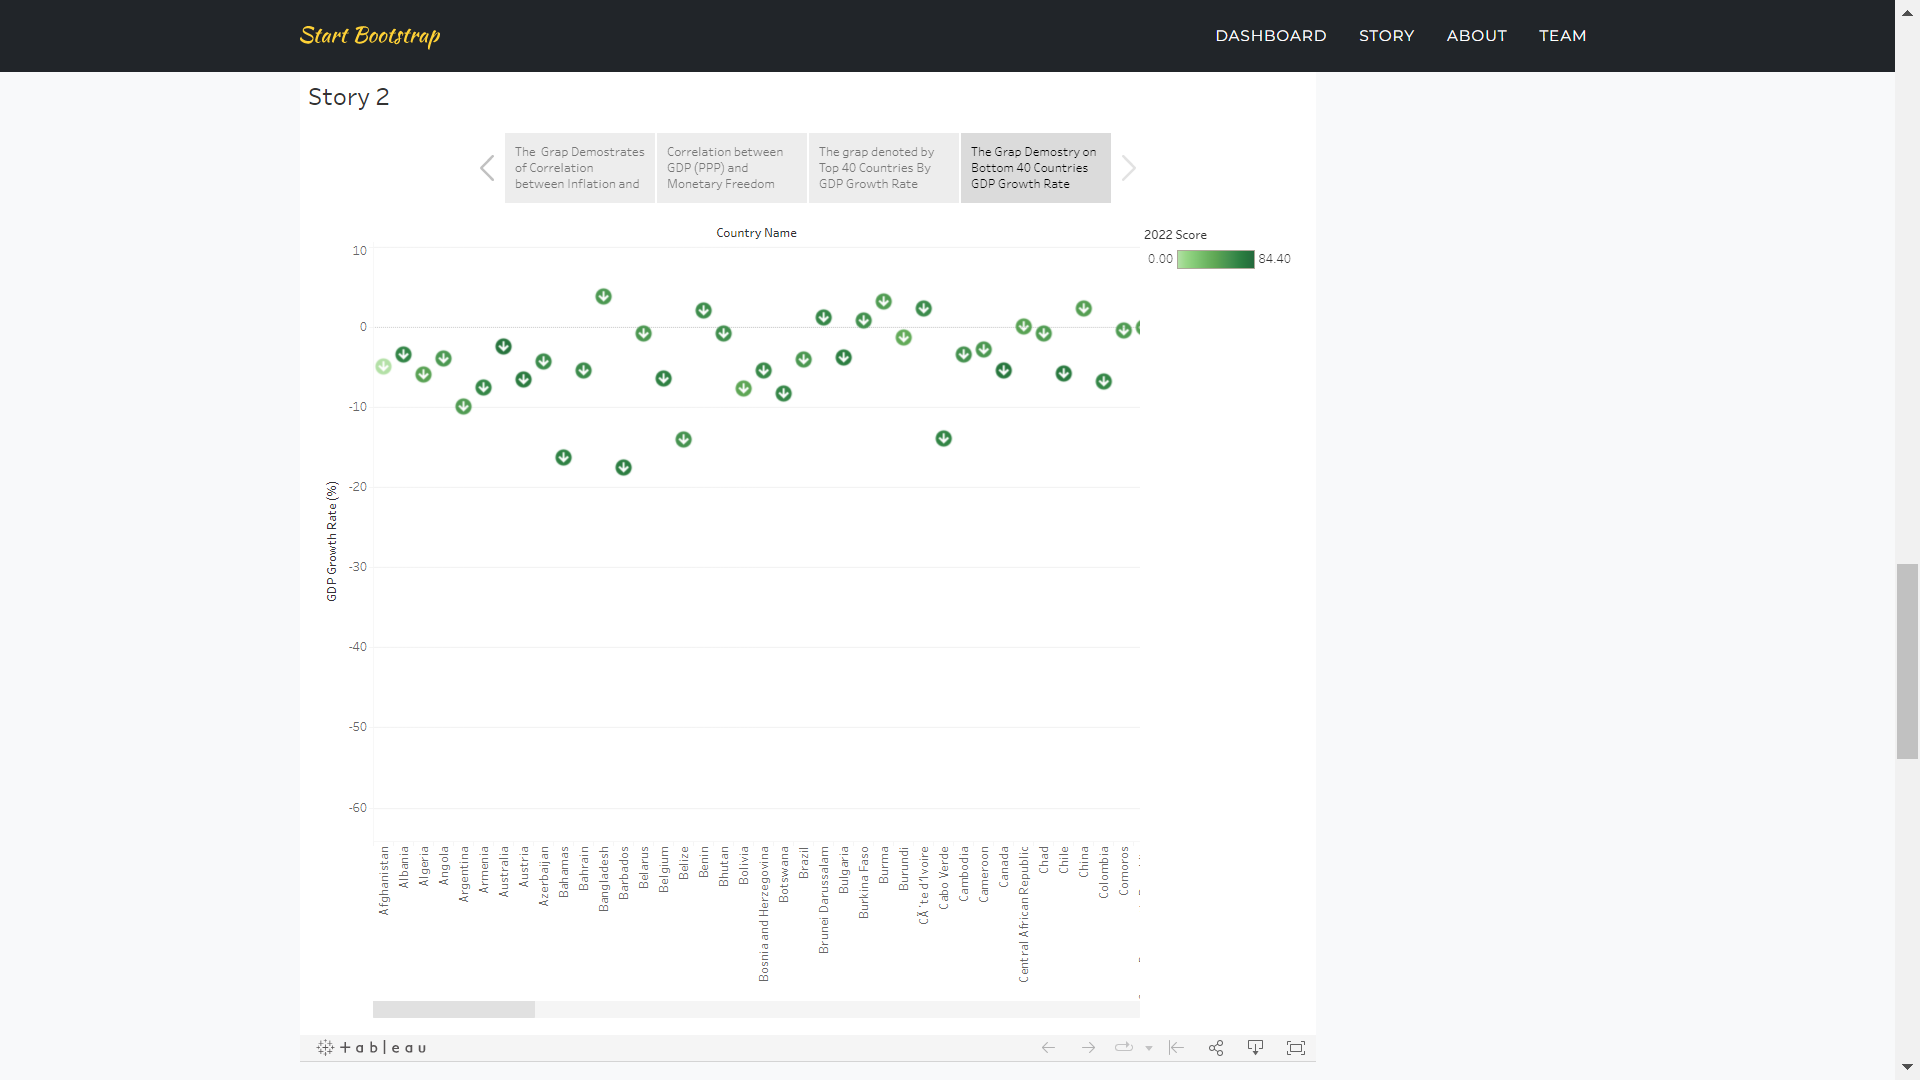 Start Bootstrap
DASHBOARD
STORY
ABOUT
TEAM
Story 2
The Grap Demostrates
of Correlation
between Inflation and
Correlation between
GDP (PPP) and
Monetary Freedom
The grap denoted by
Top 40 Countries By
GDP Growth Rate
The Grap Demostry on
Bottom 40 Countries
GDP Growth Rate
Country Name
2022 Score
0.00
84.40
10
0
-10
-20
-30
-40
-50
-60
GDP Growth Rate (%)
Afghanistan
Albania
Algeria
Angola
Argentina
Armenia
Australia
Austria
Azerbaijan
Bahamas
Bahrain
Bangladesh
Barbados
Belarus
Belgium
Belize
Benin
Bhutan
Bolivia
Bosnia and Herzegovina
Botswana
Brazil
Brunei Darussalam
Bulgaria
Burkina Faso
Burma
Burundi
CÃ´te d'Ivoire
Cabo Verde
Cambodia
Cameroon
Canada
Central African Republic
Chad
Chile
China
Colombia
Comoros
+ableau